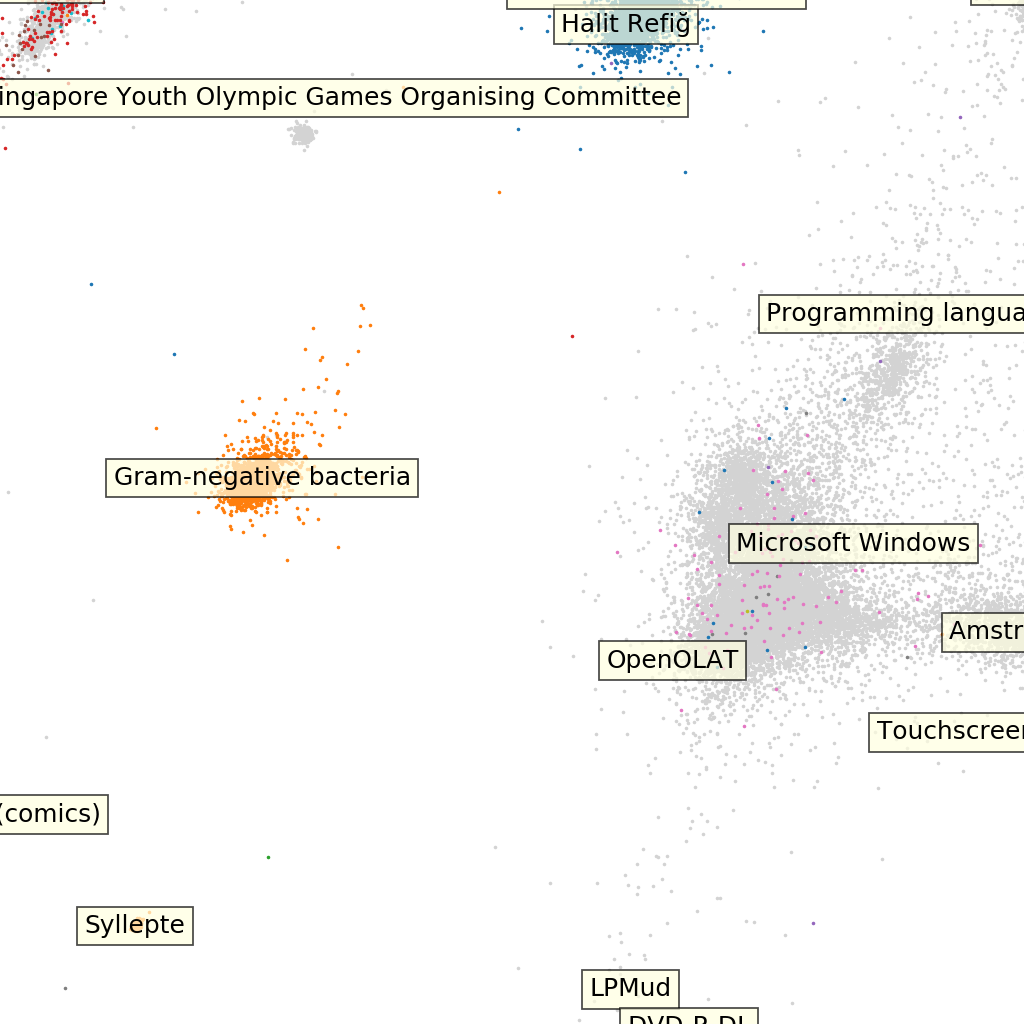 Halit Refiğ
ingapore Youth Olympic Games Organising Committee
Programming langua
Gram-negative bacteria
Microsoft Windows
Amstr
OpenOLAT
Touchscreen
(comics)
Syllepte
LPMud
DVD-R DL